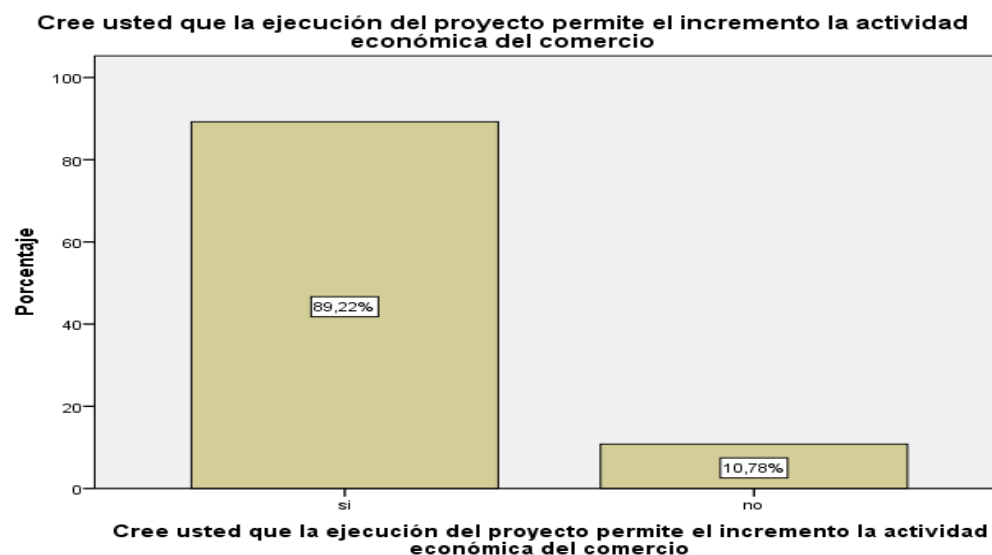 Cree usted que la ejecución del proyecto permite el incremento la actividad
económica del comercio
Porcentaje
100
80
60
40
20
0
89,22%
10,78%
si
no
Cree usted que la ejecución del proyecto permite el incremento la actividad
económica del comercio